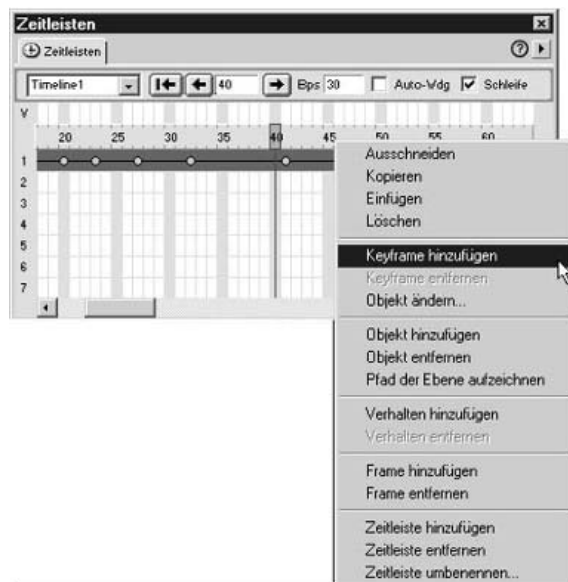 Zeitleisten
Zeitleisten
Timeline1 40 Bps 30 Auto-Wdg Schleife
V
20 25 30 35 40 45 50 55 60
1
2
3
4
5
6
7
Ausschneiden
Kopieren
Einfügen
Löschen
Keyframe hinzufügen
Keyframe entfernen
Objekt ändern...
Objekt hinzufügen
Objekt entfernen
Pfad der Ebene aufzeichnen
Verhalten hinzufügen
Verhalten entfernen
Frame hinzufügen
Frame entfernen
Zeitleiste hinzufügen
Zeitleiste entfernen
Zeitleiste umbenennen...